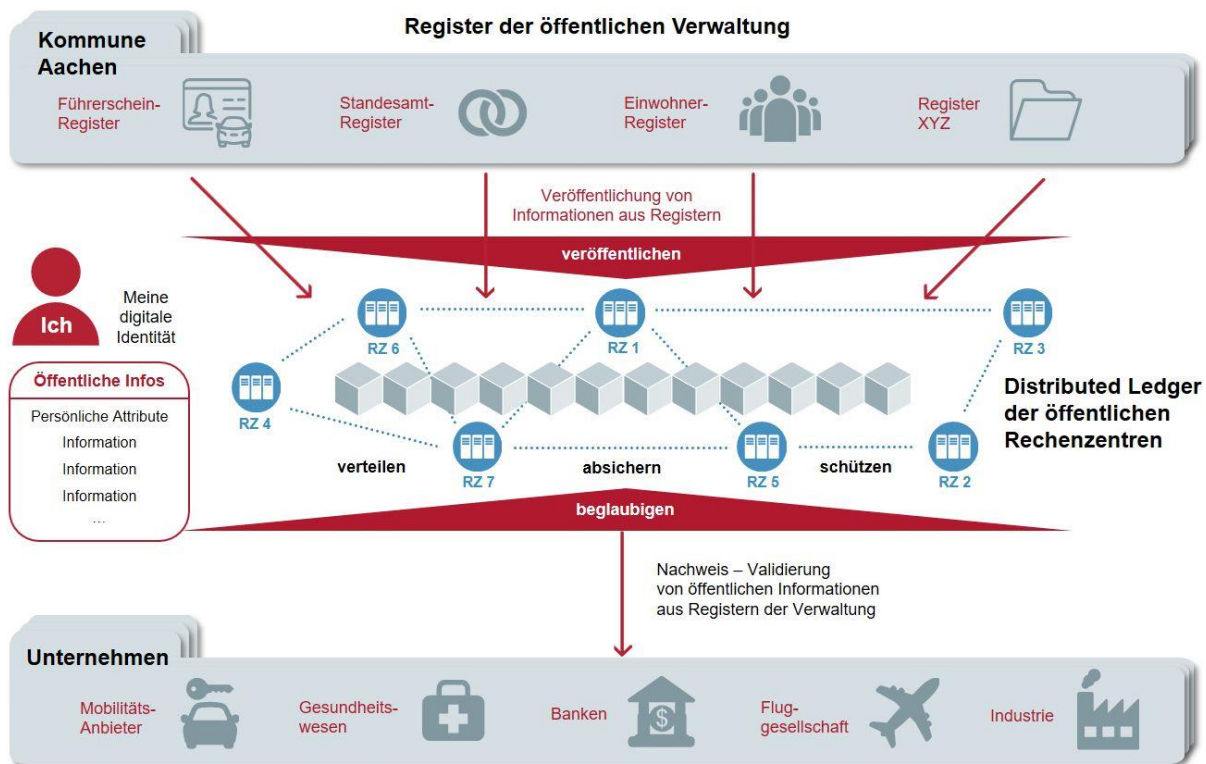 Register der öffentlichen Verwaltung
Kommune
Aachen
Führerschein-
Register
Standesamt-
Register
Einwohner-
Register
Register
XYZ
Veröffentlichung von
Informationen aus Registern
veröffentlichen
Ich
Meine
digitale
Identität
Öffentliche Infos
Persönliche Attribute
Information
Information
Information
...
RZ 6
RZ 1
RZ 3
RZ 4
RZ 7
RZ 5
RZ 2
Distributed Ledger
der öffentlichen
Rechenzentren
verteilen
absichern
schützen
beglaubigen
Nachweis – Validierung
von öffentlichen Informationen
aus Registern der Verwaltung
Unternehmen
Mobilitäts-
Anbieter
Gesundheits-
wesen
Banken
$
Flug-
gesellschaft
Industrie